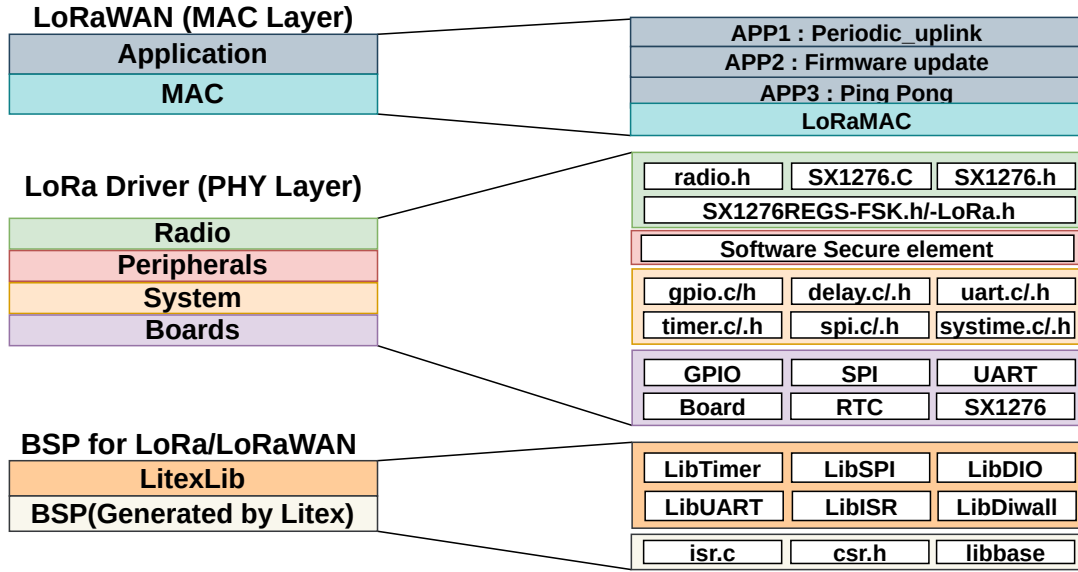 LoRaWAN (MAC Layer)
Application
MAC
APP1 : Periodic_uplink
APP2 : Firmware update
APP3 : Ping Pong
LoRaMAC
LoRa Driver (PHY Layer)
Radio
Peripherals
System
Boards
radio.h SX1276.C SX1276.h
SX1276REGS-FSK.h/-LoRa.h
Software Secure element
gpio.c/h delay.c/.h uart.c/.h
timer.c/.h spi.c/.h systime.c/.h
GPIO SPI UART
Board RTC SX1276
BSP for LoRa/LoRaWAN
LitexLib
BSP(Generated by Litex)
LibTimer LibSPI LibDIO
LibUART LibISR LibDiwall
isr.c csr.h libbase